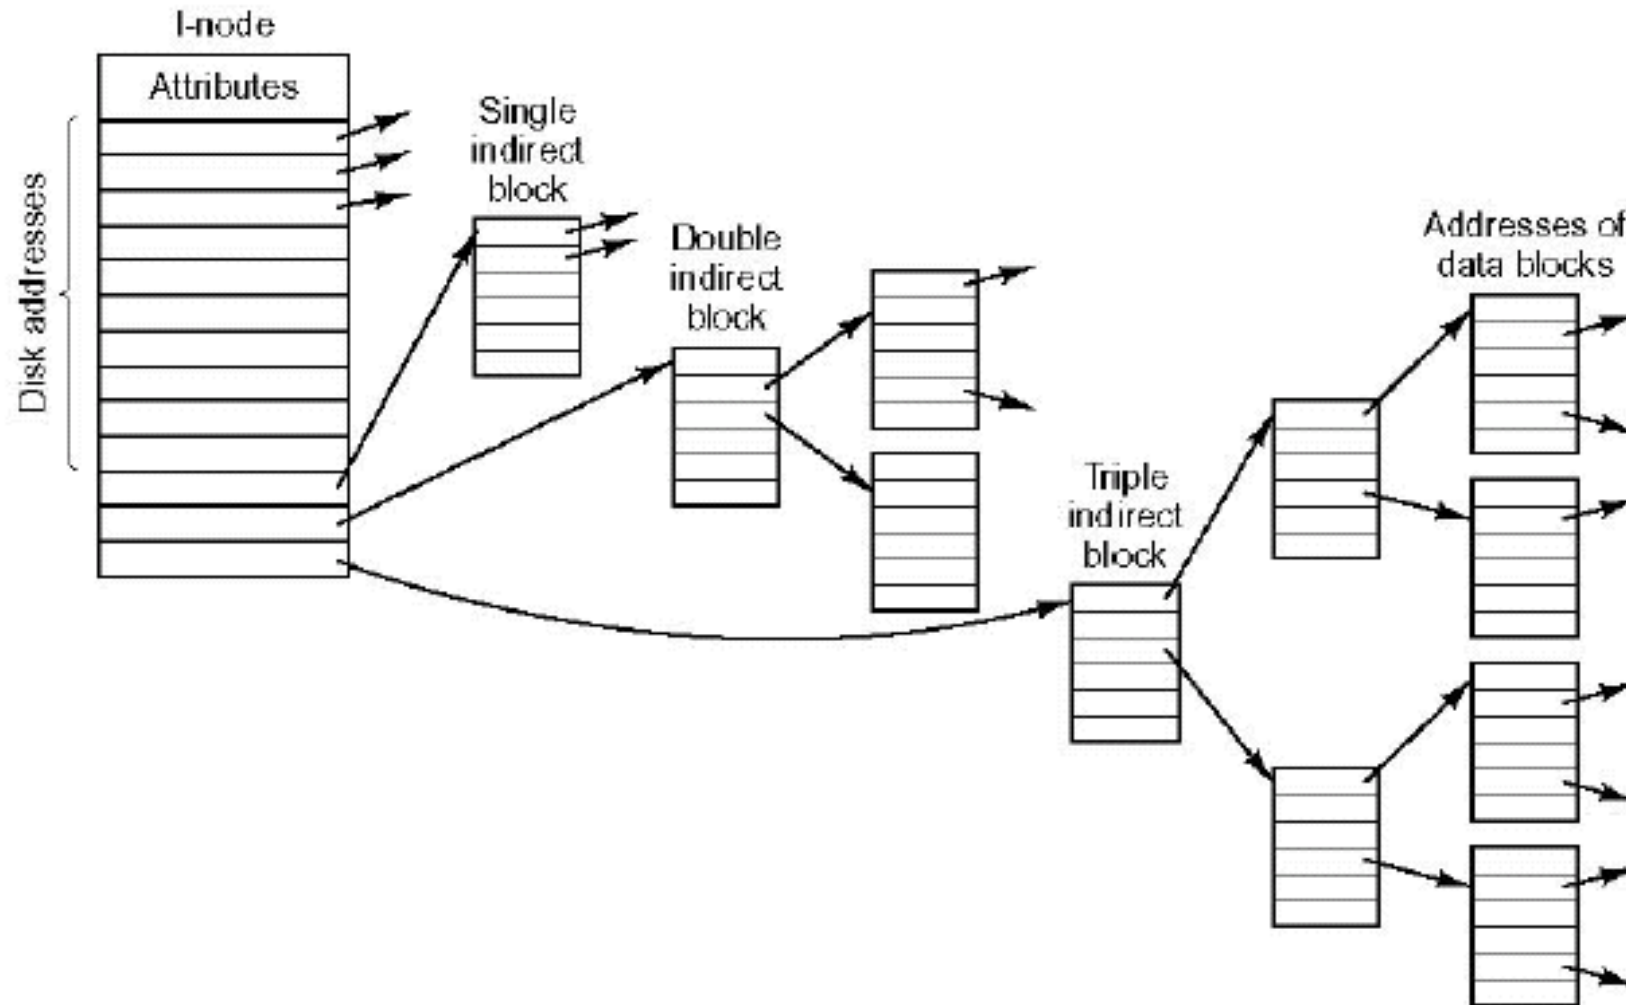 I-node
Attributes
Disk addresses
Single
indirect
block
Double
indirect
block
Triple
indirect
block
Addresses of
data blocks